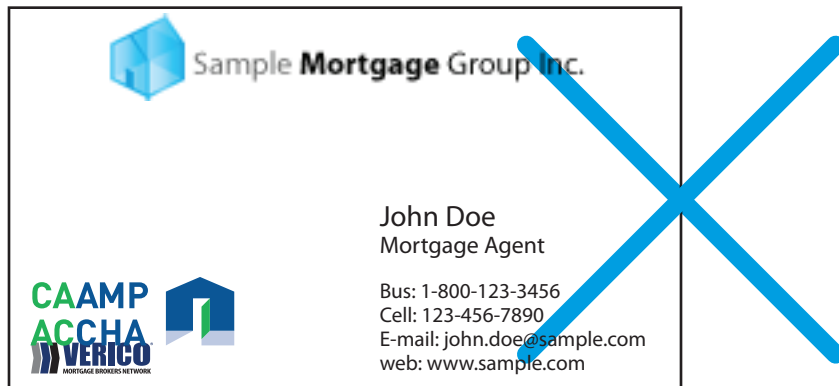 Sample Mortgage Group Inc.
John Doe
Mortgage Agent
Bus: 1-800-123-3456
Cell: 123-456-7890
E-mail: john.doe@sample.com
web: www.sample.com
CAAMP
ACCHA
VERICO
MORTGAGE BROKERS NETWORK